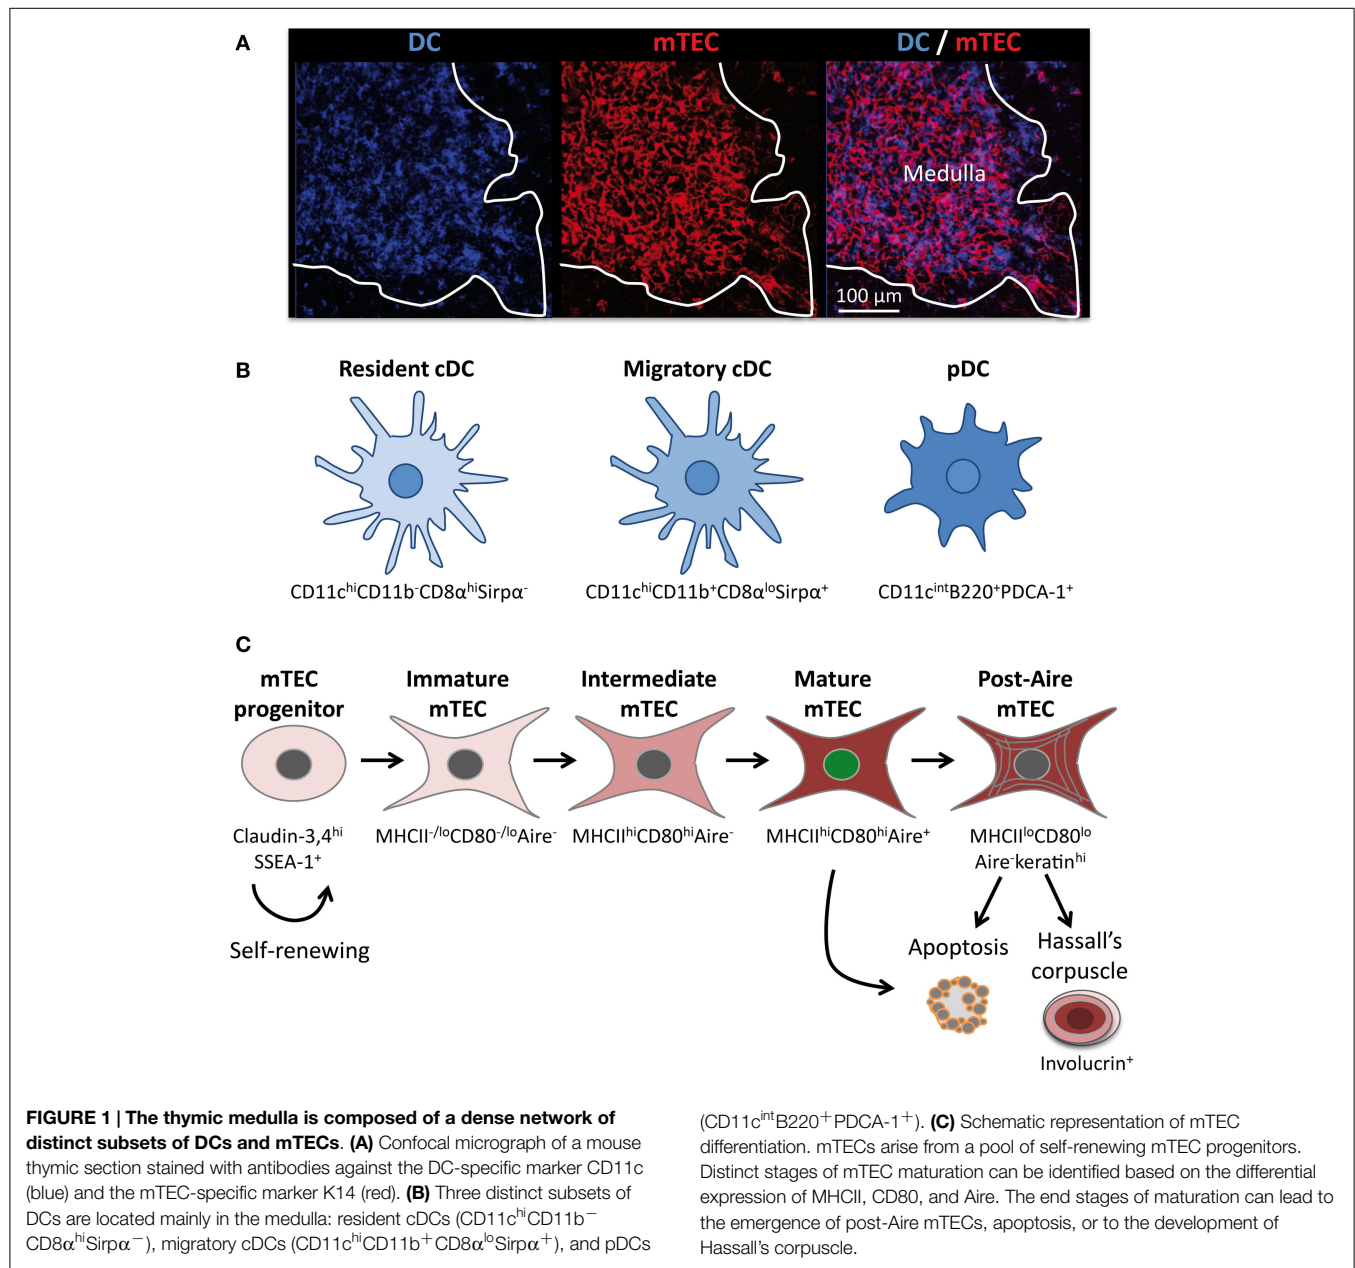 A
DC
mTEC
DC / mTEC
Medulla
100 µm
B
Resident cDC
Migratory cDC
pDC
CD11c^hiCD11b^-CD8α^hiSirpα^-
CD11c^hiCD11b^+CD8α^loSirpα^+
CD11c^intB220^+PDCA-1^+
C
mTEC
progenitor
Immature
mTEC
Intermediate
mTEC
Mature
mTEC
Post-Aire
mTEC
Claudin-3,4^hi
SSEA-1^+
MHCII^-/loCD80^-/loAire^-
MHCII^hiCD80^hiAire^-
MHCII^hiCD80^hiAire^+
MHCII^loCD80^lo
Aire^-keratin^hi
Self-renewing
Apoptosis
Hassall's
corpuscle
Involucrin^+
FIGURE 1 | The thymic medulla is composed of a dense network of
distinct subsets of DCs and mTECs. (A) Confocal micrograph of a mouse
thymic section stained with antibodies against the DC-specific marker CD11c
(blue) and the mTEC-specific marker K14 (red). (B) Three distinct subsets of
DCs are located mainly in the medulla: resident cDCs (CD11c^hiCD11b^−
CD8α^hiSirpα^−), migratory cDCs (CD11c^hiCD11b^+CD8α^loSirpα^+), and pDCs
(CD11c^intB220^+PDCA-1^+). (C) Schematic representation of mTEC
differentiation. mTECs arise from a pool of self-renewing mTEC progenitors.
Distinct stages of mTEC maturation can be identified based on the differential
expression of MHCII, CD80, and Aire. The end stages of maturation can lead to
the emergence of post-Aire mTECs, apoptosis, or to the development of
Hassall's corpuscle.